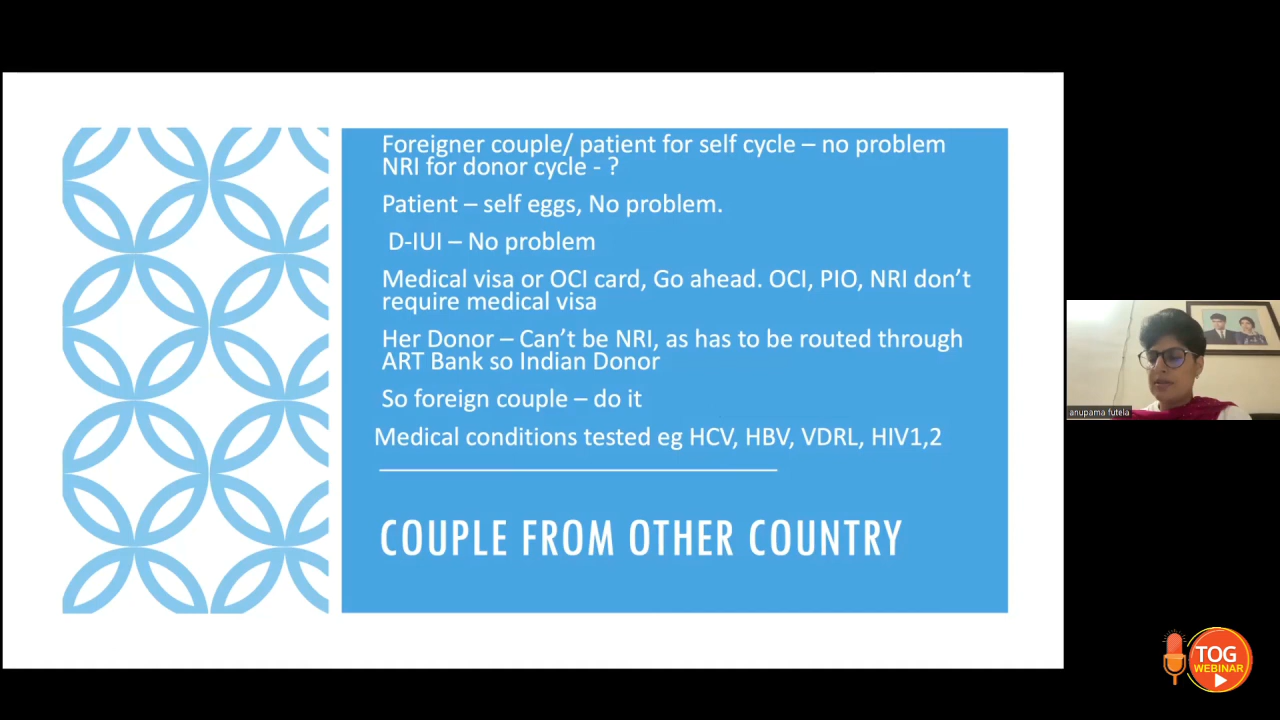 Foreigner couple/ patient for self cycle – no problem
NRI for donor cycle - ?
Patient – self eggs, No problem.
D-IUI – No problem
Medical visa or OCI card, Go ahead. OCI, PIO, NRI don't
require medical visa
Her Donor – Can't be NRI, as has to be routed through
ART Bank so Indian Donor
So foreign couple – do it
Medical conditions tested eg HCV, HBV, VDRL, HIV1,2
COUPLE FROM OTHER COUNTRY
anupama futela
TOG
WEBINAR